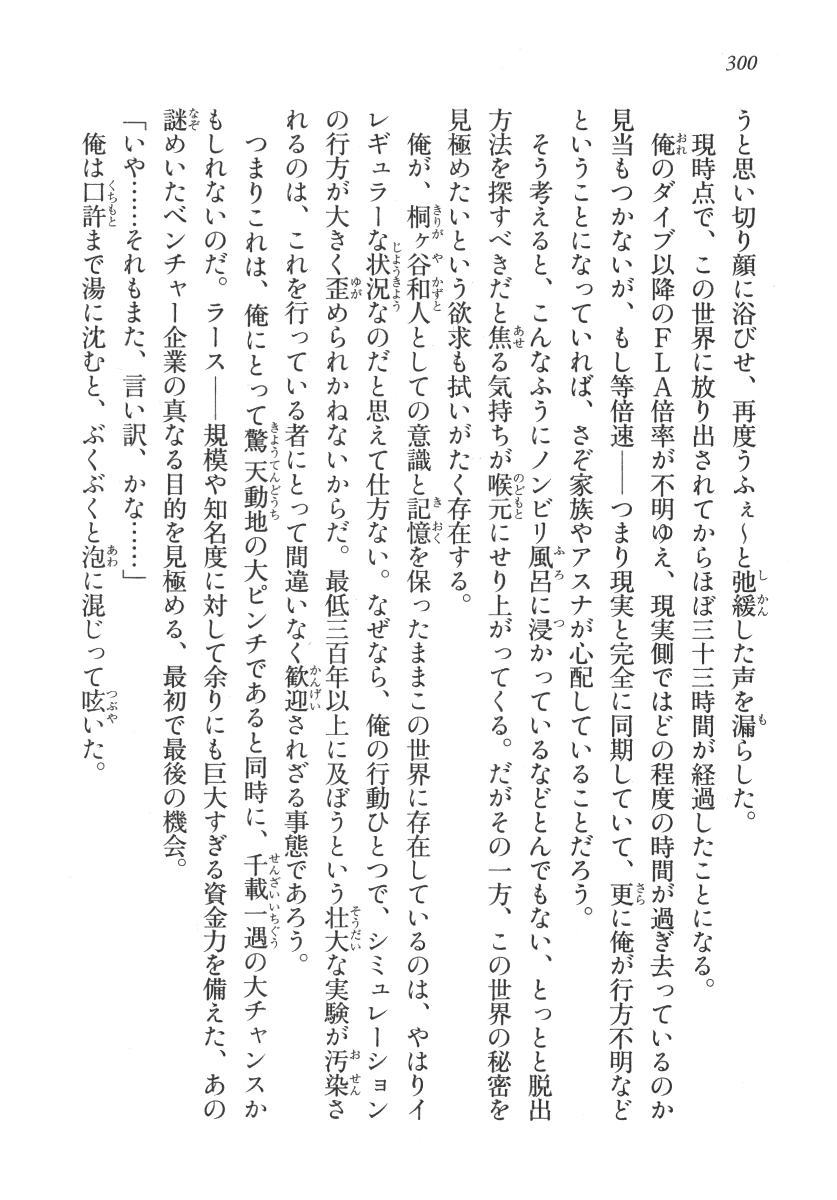 300
うと思い切り顔に浴びせ、再度うふぇ〜と弛緩した声を漏らした。
現時点で、この世界に放り出されてからほぼ三十三時間が経過したことになる。
俺のダイブ以降のＦＬＡ倍率が不明ゆえ、現実側ではどの程度の時間が過ぎ去っているのか
見当もつかないが、もし等倍速――つまり現実と完全に同期していて、更に俺が行方不明など
ということになっていれば、さぞ家族やアスナが心配していることだろう。
そう考えると、こんなふうにノンビリ風呂に浸かっているなどとんでもない、とっとと脱出
方法を探すべきだと焦る気持ちが喉元にせり上がってくる。だがその一方、この世界の秘密を
見極めたいという欲求も拭いがたく存在する。
俺が、桐ヶ谷和人としての意識と記憶を保ったままこの世界に存在しているのは、やはりイ
レギュラーな状況なのだと思えて仕方ない。なぜなら、俺の行動ひとつで、シミュレーション
の行方が大きく歪められかねないからだ。最低三百年以上に及ぼうという壮大な実験が汚染さ
れるのは、これを行っている者にとって間違いなく歓迎されざる事態であろう。
つまりこれは、俺にとって驚天動地の大ピンチであると同時に、千載一遇の大チャンスか
もしれないのだ。ラース――規模や知名度に対して余りにも巨大すぎる資金力を備えた、あの
謎めいたベンチャー企業の真なる目的を見極める、最初で最後の機会。
「いや……それもまた、言い訳、かな……」
俺は口許まで湯に沈むと、ぶくぶくと泡に混じって呟いた。